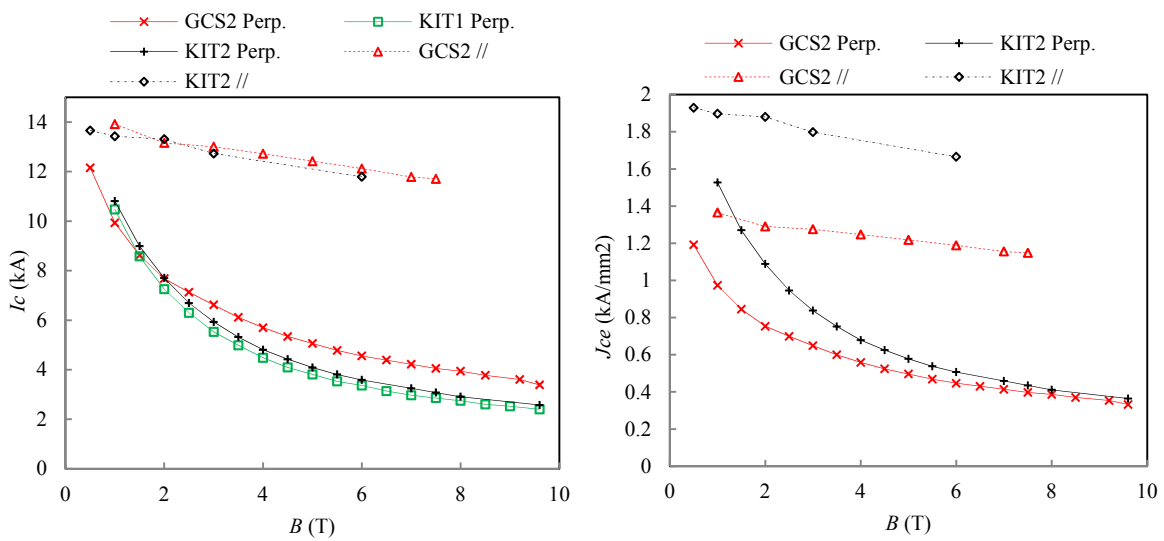 GCS2 Perp. KIT1 Perp.
KIT2 Perp. GCS2 //
KIT2 //
14
12
10
8
6
4
2
0
Ic (kA)
0 2 4 6 8 10
B (T)
GCS2 Perp. KIT2 Perp.
GCS2 // KIT2 //
2
1.8
1.6
1.4
1.2
1
0.8
0.6
0.4
0.2
0
Jce (kA/mm2)
0 2 4 6 8 10
B (T)